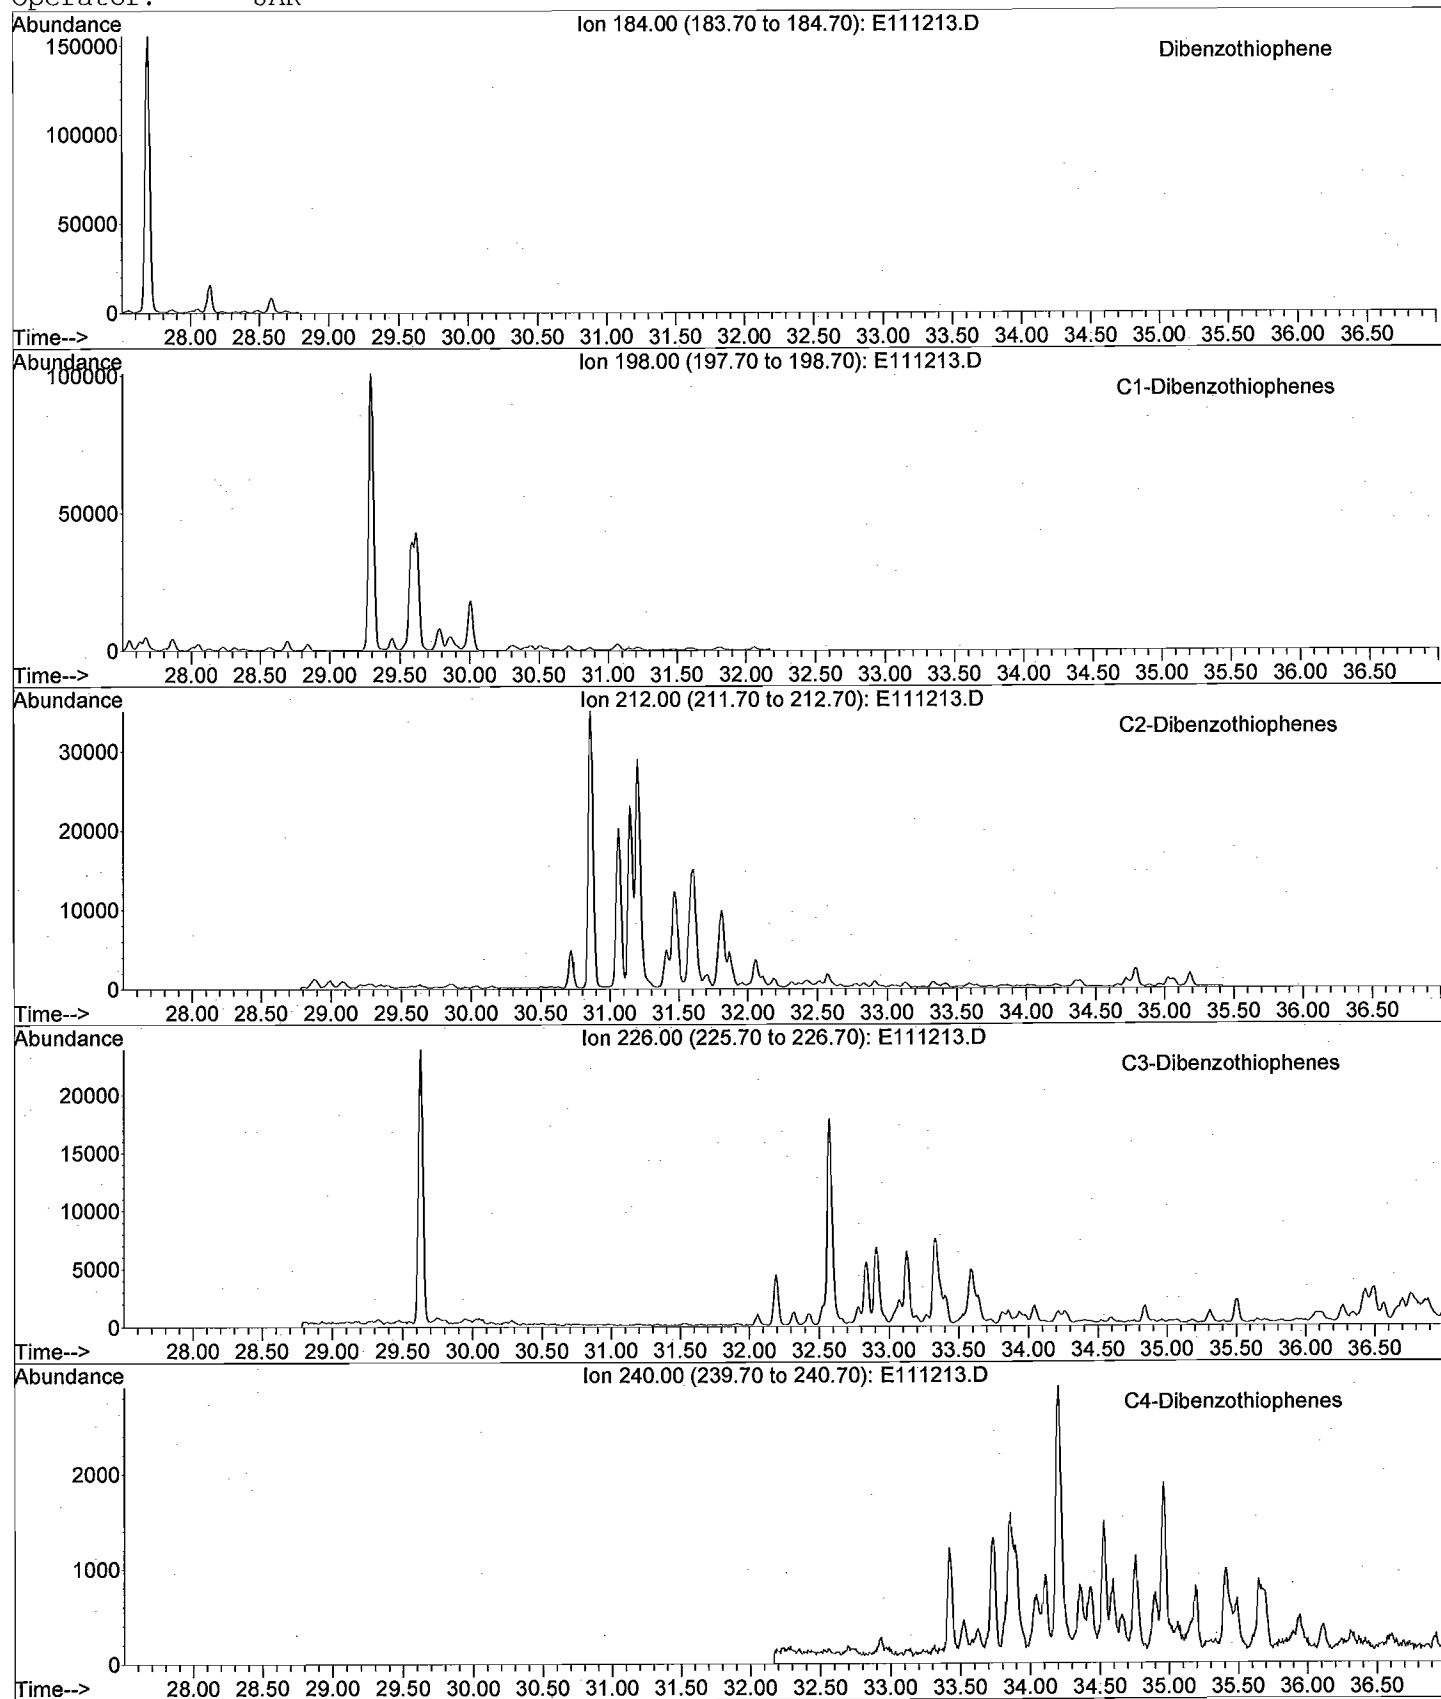 Operator: SAR
Abundance Ion 184.00 (183.70 to 184.70): E111213.D
Dibenzothiophene
150000
100000
50000
0
Time--> 28.00 28.50 29.00 29.50 30.00 30.50 31.00 31.50 32.00 32.50 33.00 33.50 34.00 34.50 35.00 35.50 36.00 36.50
Abundance Ion 198.00 (197.70 to 198.70): E111213.D
100000
C1-Dibenzothiophenes
50000
0
Time--> 28.00 28.50 29.00 29.50 30.00 30.50 31.00 31.50 32.00 32.50 33.00 33.50 34.00 34.50 35.00 35.50 36.00 36.50
Abundance Ion 212.00 (211.70 to 212.70): E111213.D
C2-Dibenzothiophenes
30000
20000
10000
0
Time--> 28.00 28.50 29.00 29.50 30.00 30.50 31.00 31.50 32.00 32.50 33.00 33.50 34.00 34.50 35.00 35.50 36.00 36.50
Abundance Ion 226.00 (225.70 to 226.70): E111213.D
C3-Dibenzothiophenes
20000
15000
10000
5000
0
Time--> 28.00 28.50 29.00 29.50 30.00 30.50 31.00 31.50 32.00 32.50 33.00 33.50 34.00 34.50 35.00 35.50 36.00 36.50
Abundance Ion 240.00 (239.70 to 240.70): E111213.D
C4-Dibenzothiophenes
2000
1000
0
Time--> 28.00 28.50 29.00 29.50 30.00 30.50 31.00 31.50 32.00 32.50 33.00 33.50 34.00 34.50 35.00 35.50 36.00 36.50